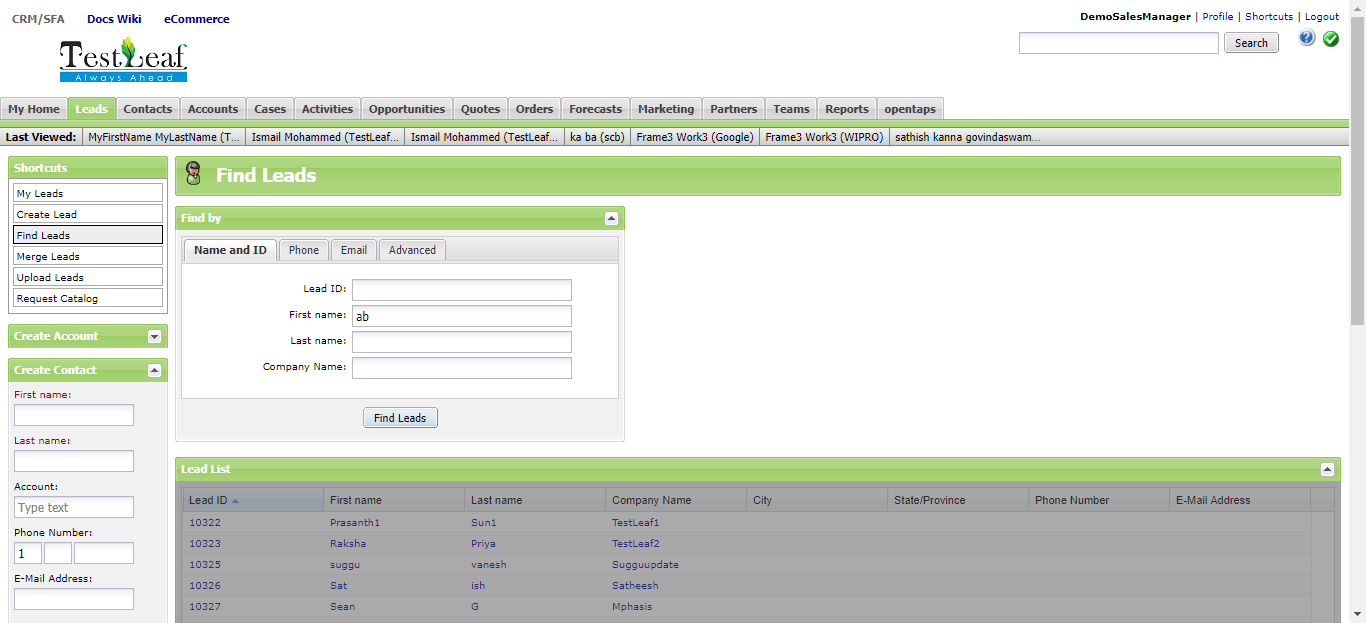 CRM/SFA Docs Wiki eCommerce
DemoSalesManager | Profile | Shortcuts | Logout
TestLeaf
Always Ahead
Search
?
My Home Leads Contacts Accounts Cases Activities Opportunities Quotes Orders Forecasts Marketing Partners Teams Reports opentaps
Last Viewed: MyFirstName MyLastName (T... Ismail Mohammed (TestLeaf... Ismail Mohammed (TestLeaf... ka ba (scb) Frame3 Work3 (Google) Frame3 Work3 (WIPRO) sathish kanna govindaswam...
Shortcuts
My Leads
Create Lead
Find Leads
Merge Leads
Upload Leads
Request Catalog
Create Account
Create Contact
First name:
Last name:
Account:
Type text
Phone Number:
1
E-Mail Address:
Find Leads
Find by
Name and ID Phone Email Advanced
Lead ID:
First name: ab
Last name:
Company Name:
Find Leads
Lead List
Lead ID First name Last name Company Name City State/Province Phone Number E-Mail Address
10322 Prasanth1 Sun1 TestLeaf1
10323 Raksha Priya TestLeaf2
10325 suggu vanesh Sugguupdate
10326 Sat ish Satheesh
10327 Sean G Mphasis